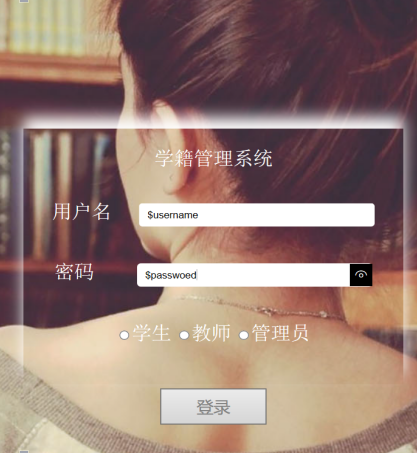 学籍管理系统
用户名 $username
密码 $passwoed
学生 教师 管理员
登录